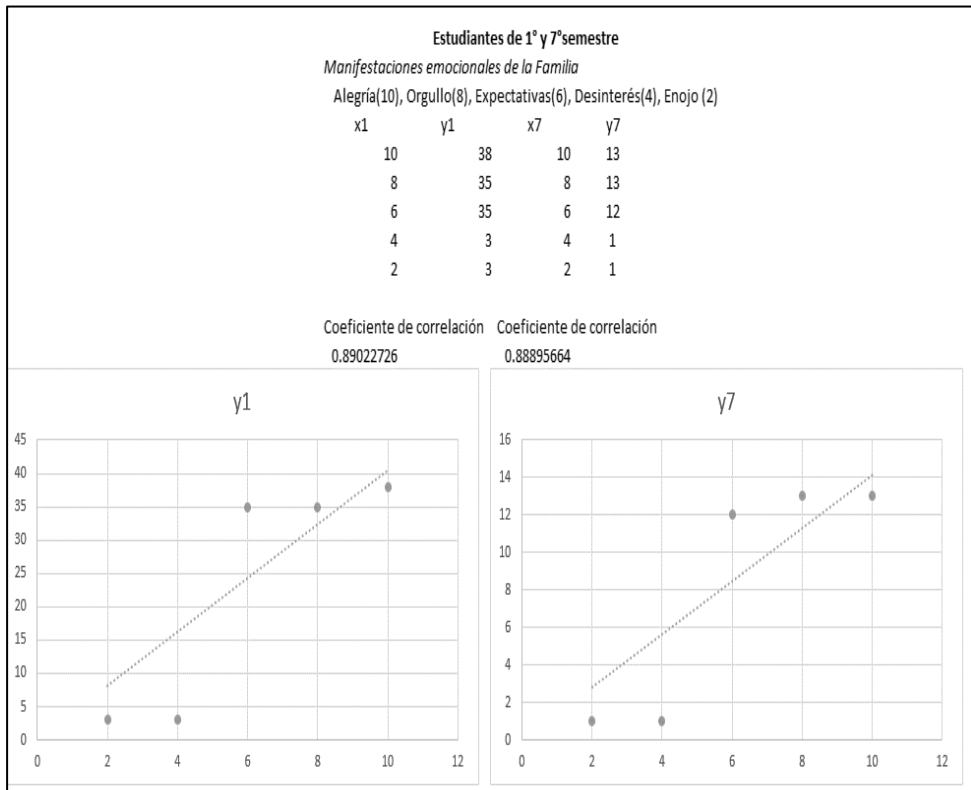 Estudiantes de 1° y 7°semestre
Manifestaciones emocionales de la Familia
Alegría(10), Orgullo(8), Expectativas(6), Desinterés(4), Enojo (2)
x1 y1 x7 y7
10 38 10 13
8 35 8 13
6 35 6 12
4 3 4 1
2 3 2 1
Coeficiente de correlación Coeficiente de correlación
0.89022726 0.88895664
y1
45
40
35
30
25
20
15
10
5
0
0 2 4 6 8 10 12
y7
16
14
12
10
8
6
4
2
0
0 2 4 6 8 10 12